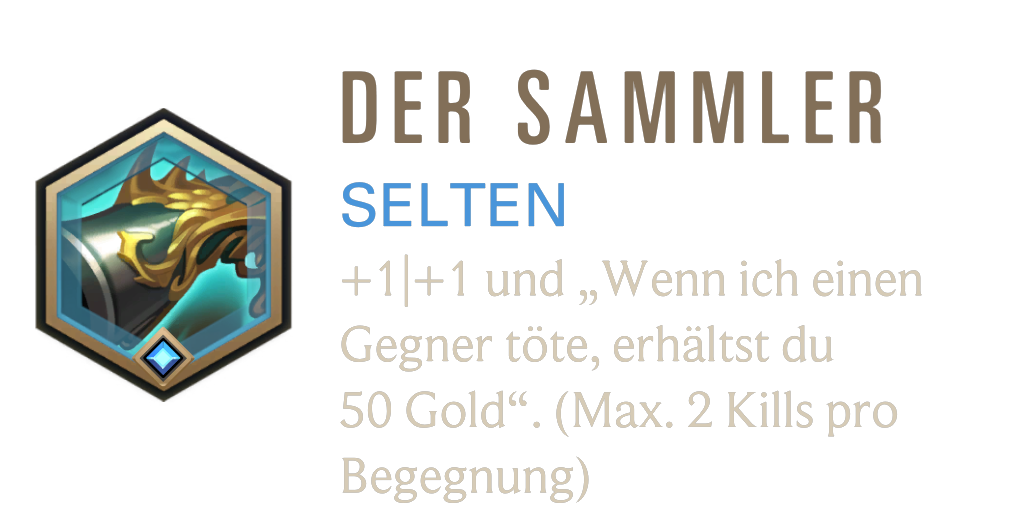 DER SAMMLER
SELTEN
+1|+1 und „Wenn ich einen
Gegner töte, erhältst du
50 Gold“. (Max. 2 Kills pro
Begegnung)